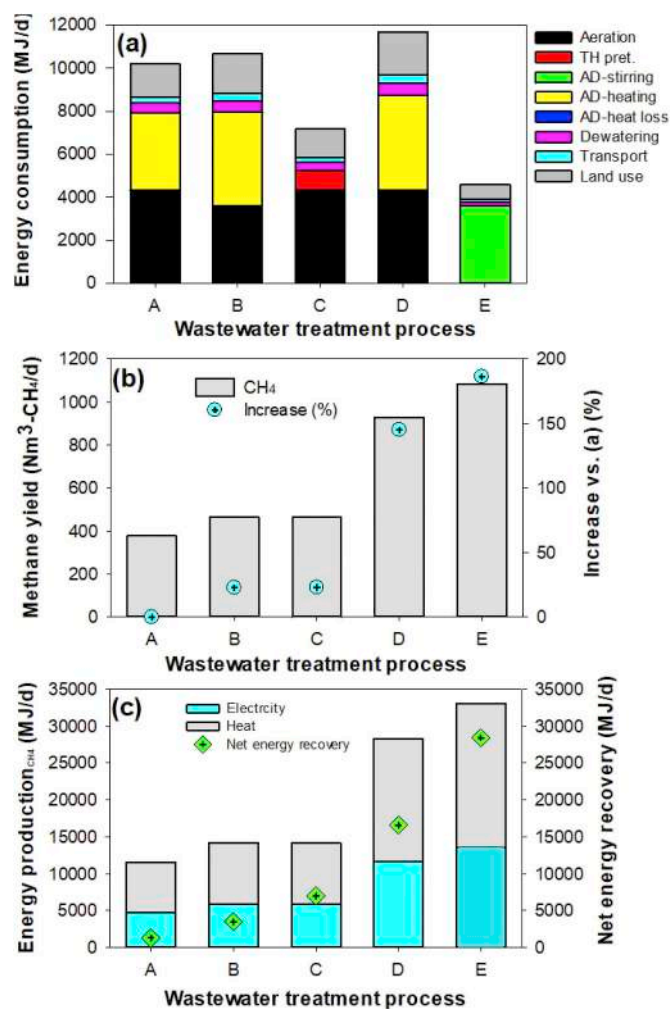 (a)
Energy consumption (MJ/d)
12000
10000
8000
6000
4000
2000
0
A B C D E
Wastewater treatment process
Aeration
TH pret.
AD-stirring
AD-heating
AD-heat loss
Dewatering
Transport
Land use
(b)
Methane yield (Nm³-CH₄/d)
1200
1000
800
600
400
200
0
CH₄
Increase (%)
200
150
100
50
0
Increase vs. (a) (%)
A B C D E
Wastewater treatment process
(c)
Energy production CH4 (MJ/d)
35000
30000
25000
20000
15000
10000
5000
0
Electrcity
Heat
Net energy recovery
35000
30000
25000
20000
15000
10000
5000
0
Net energy recovery (MJ/d)
A B C D E
Wastewater treatment process